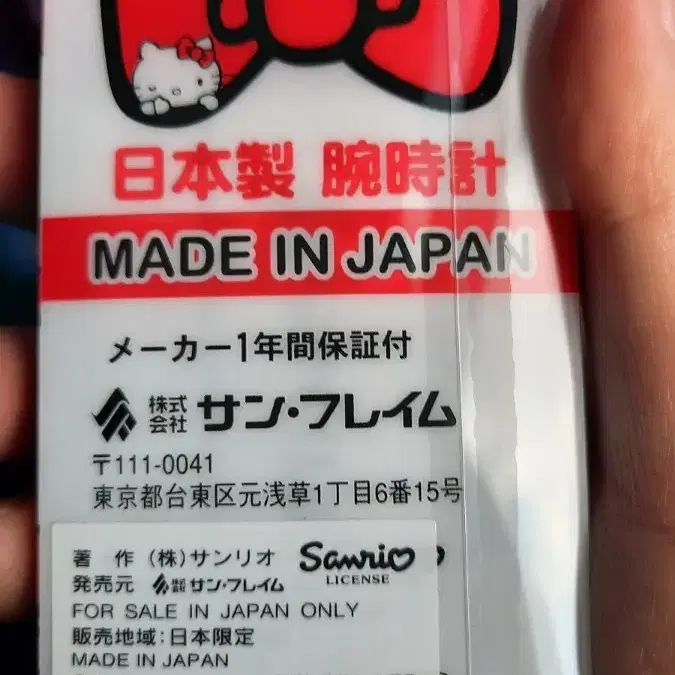 日本製 腕時計
MADE IN JAPAN
メーカー1年間保証付
株式会社 サン・フレイム
〒111-0041
東京都台東区元浅草1丁目6番15号
著 作 (株)サンリオ Sanrio
LICENSE
発売元 株式会社 サン・フレイム
FOR SALE IN JAPAN ONLY
販売地域:日本限定
MADE IN JAPAN